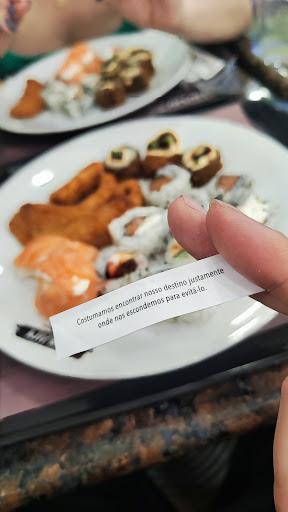 Costumamos encontrar nosso destino justamente
onde nos escondemos para evitá-lo.